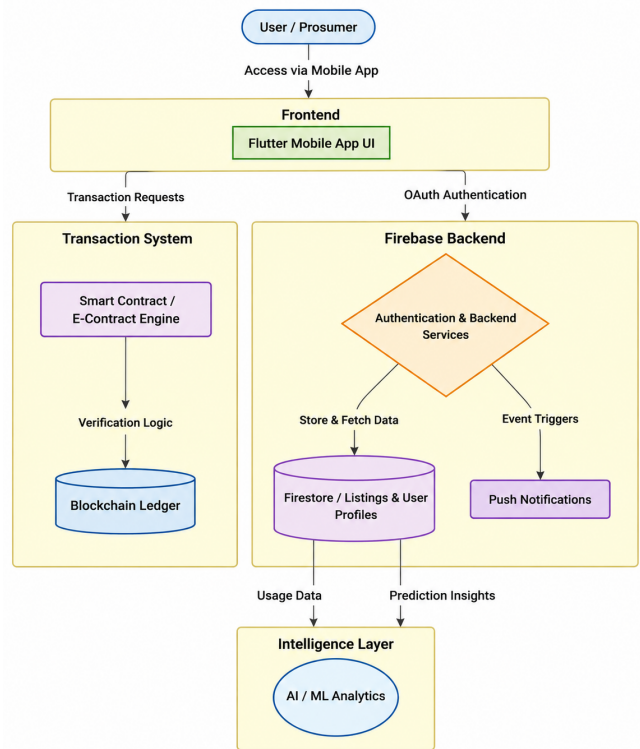 User / Prosumer
Access via Mobile App
Frontend
Flutter Mobile App UI
Transaction Requests
OAuth Authentication
Transaction System
Smart Contract /
E-Contract Engine
Verification Logic
Blockchain Ledger
Firebase Backend
Authentication & Backend
Services
Store & Fetch Data
Event Triggers
Firestore / Listings & User
Profiles
Push Notifications
Usage Data
Prediction Insights
Intelligence Layer
AI / ML Analytics